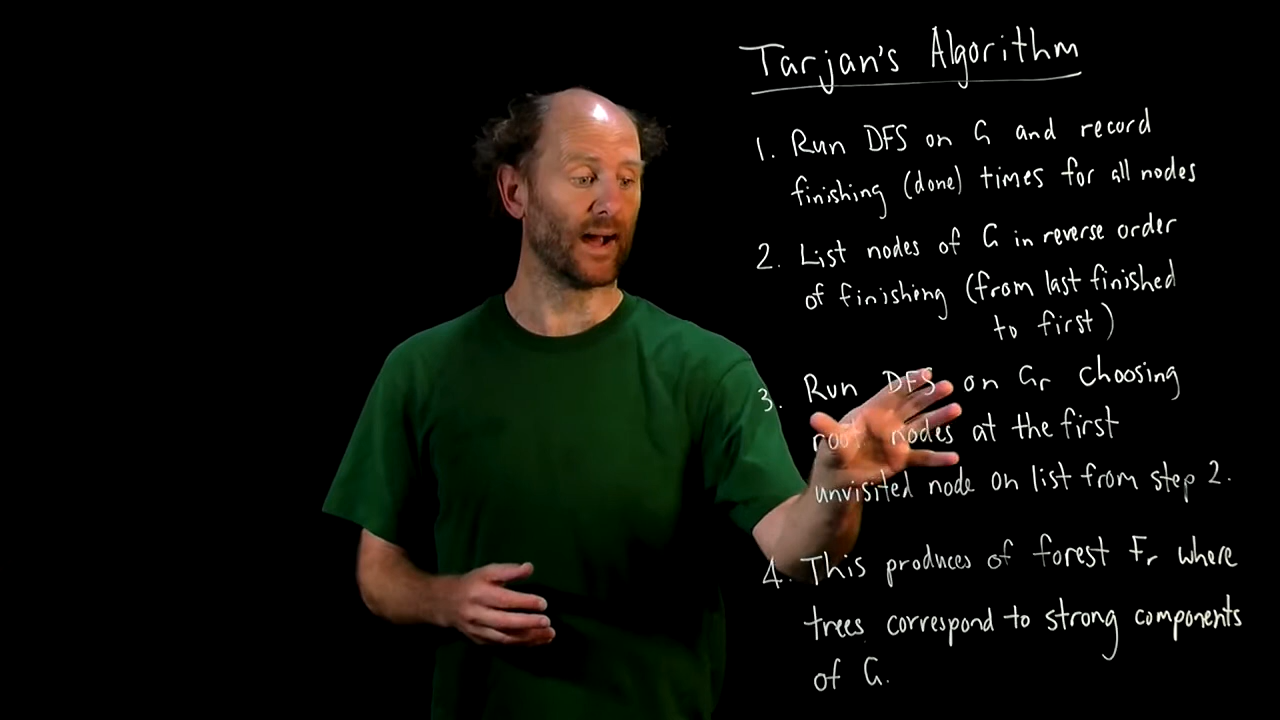 Tarjan's Algorithm
1. Run DFS on G and record
finishing (done) times for all nodes
2. List nodes of G in reverse order
of finishing (from last finished
to first)
3. Run DFS on Gr choosing
root nodes at the first
unvisited node on list from step 2.
4. This produces of forest Fr where
trees correspond to strong components
of G.